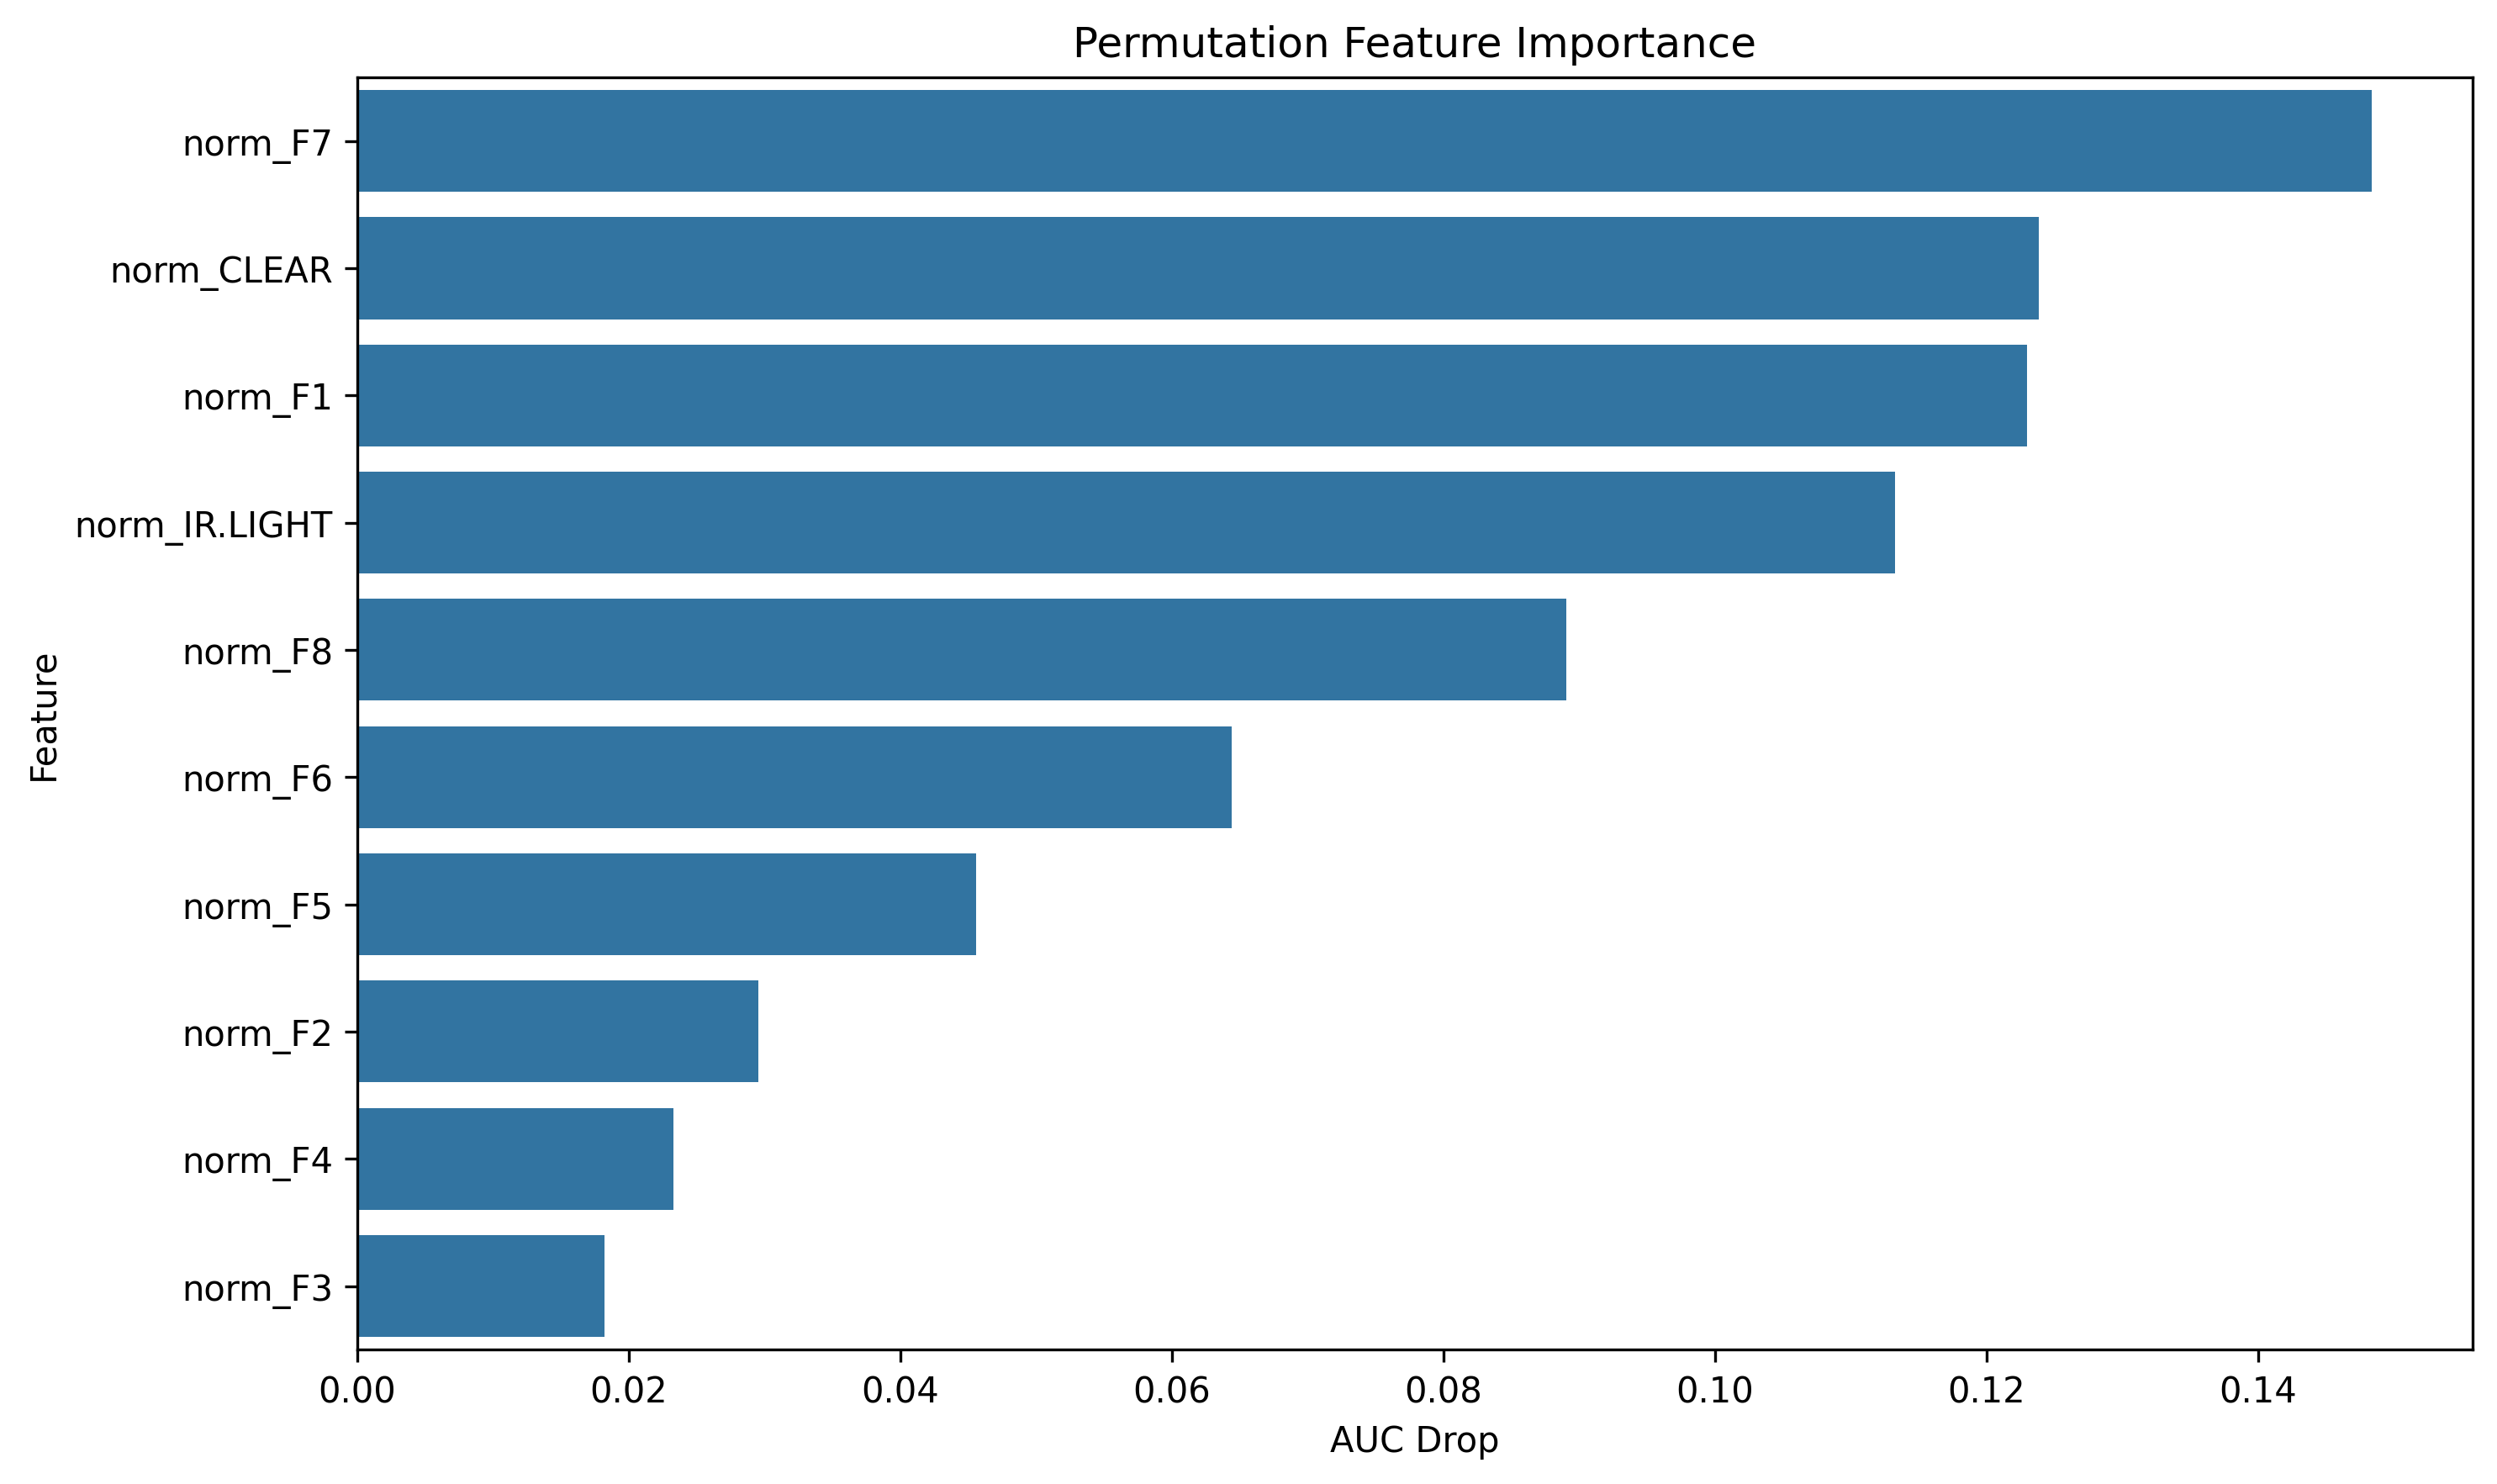 Permutation Feature Importance
norm_F7
norm_CLEAR
norm_F1
norm_IR.LIGHT
norm_F8
norm_F6
norm_F5
norm_F2
norm_F4
norm_F3
Feature
0.00 0.02 0.04 0.06 0.08 0.10 0.12 0.14
AUC Drop